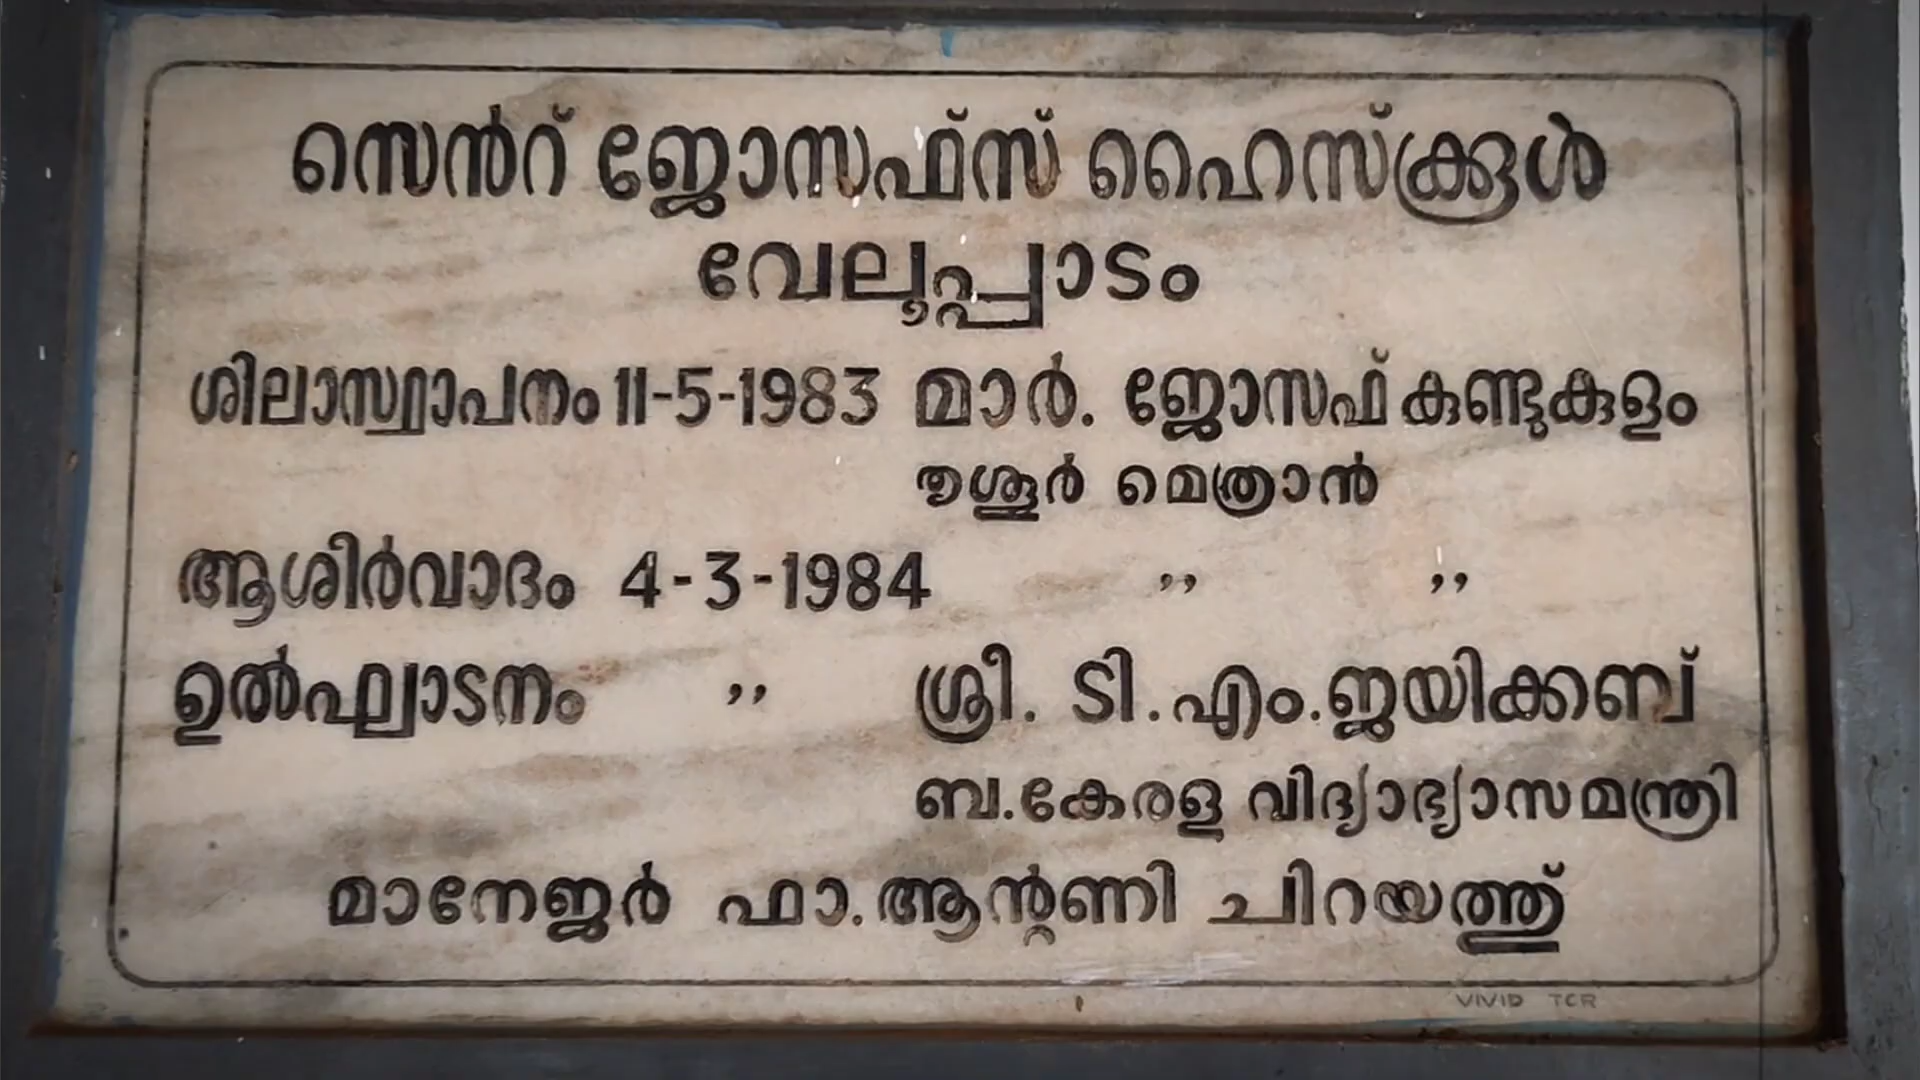 സെൻറ് ജോസഫ്സ് ഹൈസ്ക്കൂൾ
വേലൂപ്പാടം
ശിലാസ്ഥാപനം 11-5-1983 മാർ. ജോസഫ് കുണ്ടുകുളം
തൃശ്ശൂർ മെത്രാൻ
ആശീർവാദം 4-3-1984 ,, ,,
ഉൽഘാടനം ,, ശ്രീ. ടി.എം.ജയിക്കബ്
ബ.കേരള വിദ്യാഭ്യാസമന്ത്രി
മാനേജർ ഫാ.ആന്റണി ചിറയത്ത്
VIVID TCR